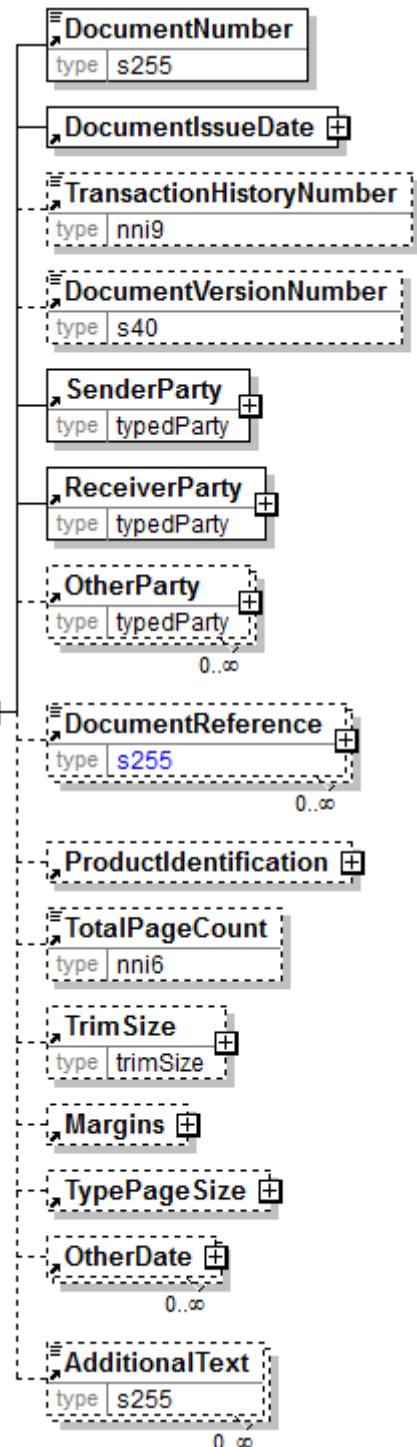 DocumentNumber
type s255
DocumentIssueDate
TransactionHistoryNumber
type nni9
DocumentVersionNumber
type s40
SenderParty
type typedParty
ReceiverParty
type typedParty
OtherParty
type typedParty
0..∞
DocumentReference
type s255
0..∞
ProductIdentification
TotalPageCount
type nni6
TrimSize
type trimSize
Margins
TypePageSize
OtherDate
0..∞
AdditionalText
type s255
0..∞